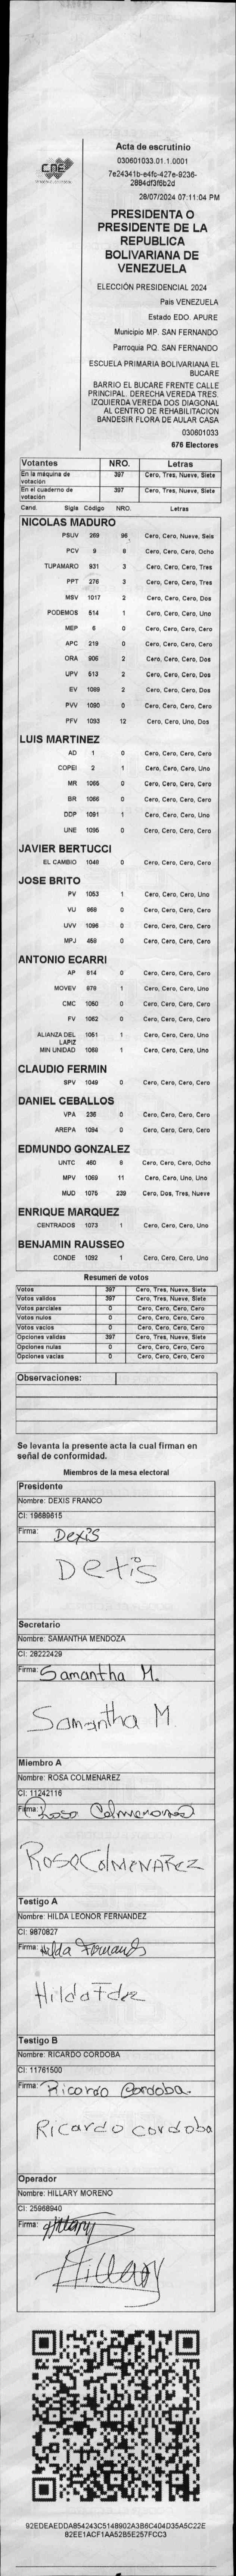 CNE
Acta de escrutinio
030601033.01.1.0001
7e24341b-e4fc-427e-9236-
2884df3f6b2d
28/07/2024 07:11:04 PM
PRESIDENTA O
PRESIDENTE DE LA
REPUBLICA
BOLIVARIANA DE
VENEZUELA
ELECCIÓN PRESIDENCIAL 2024
País VENEZUELA
Estado EDO. APURE
Municipio MP. SAN FERNANDO
Parroquia PQ. SAN FERNANDO
ESCUELA PRIMARIA BOLIVARIANA EL
BUCARE
BARRIO EL BUCARE FRENTE CALLE
PRINCIPAL. DERECHA VEREDA TRES.
IZQUIERDA VEREDA DOS DIAGONAL
AL CENTRO DE REHABILITACION
BANDESIR FLORA DE AULAR CASA
030601033
676 Electores
Votantes NRO. Letras
En la máquina de votación 397 Cero, Tres, Nueve, Siete
En el cuaderno de votación 397 Cero, Tres, Nueve, Siete
Cand. Sigla Código NRO. Letras
NICOLAS MADURO
PSUV 269 96 Cero, Cero, Nueve, Seis
PCV 9 8 Cero, Cero, Cero, Ocho
TUPAMARO 931 3 Cero, Cero, Cero, Tres
PPT 276 3 Cero, Cero, Cero, Tres
MSV 1017 2 Cero, Cero, Cero, Dos
PODEMOS 514 1 Cero, Cero, Cero, Uno
MEP 6 0 Cero, Cero, Cero, Cero
APC 219 0 Cero, Cero, Cero, Cero
ORA 906 2 Cero, Cero, Cero, Dos
UPV 513 2 Cero, Cero, Cero, Dos
EV 1089 2 Cero, Cero, Cero, Dos
PVV 1090 0 Cero, Cero, Cero, Cero
PFV 1093 12 Cero, Cero, Uno, Dos
LUIS MARTINEZ
AD 1 0 Cero, Cero, Cero, Cero
COPEI 2 1 Cero, Cero, Cero, Uno
MR 1065 0 Cero, Cero, Cero, Cero
BR 1066 0 Cero, Cero, Cero, Cero
DDP 1091 1 Cero, Cero, Cero, Uno
UNE 1095 0 Cero, Cero, Cero, Cero
JAVIER BERTUCCI
EL CAMBIO 1048 0 Cero, Cero, Cero, Cero
JOSE BRITO
PV 1053 1 Cero, Cero, Cero, Uno
VU 868 0 Cero, Cero, Cero, Cero
UVV 1096 0 Cero, Cero, Cero, Cero
MPJ 458 0 Cero, Cero, Cero, Cero
ANTONIO ECARRI
AP 814 0 Cero, Cero, Cero, Cero
MOVEV 879 1 Cero, Cero, Cero, Uno
CMC 1050 0 Cero, Cero, Cero, Cero
FV 1062 0 Cero, Cero, Cero, Cero
ALIANZA DEL LAPIZ 1051 1 Cero, Cero, Cero, Uno
MIN UNIDAD 1068 1 Cero, Cero, Cero, Uno
CLAUDIO FERMIN
SPV 1049 0 Cero, Cero, Cero, Cero
DANIEL CEBALLOS
VPA 236 0 Cero, Cero, Cero, Cero
AREPA 1094 0 Cero, Cero, Cero, Cero
EDMUNDO GONZALEZ
UNTC 460 8 Cero, Cero, Cero, Ocho
MPV 1069 11 Cero, Cero, Uno, Uno
MUD 1075 239 Cero, Dos, Tres, Nueve
ENRIQUE MARQUEZ
CENTRADOS 1073 1 Cero, Cero, Cero, Uno
BENJAMIN RAUSSEO
CONDE 1092 1 Cero, Cero, Cero, Uno
Resumen de votos
Votos 397 Cero, Tres, Nueve, Siete
Votos validos 397 Cero, Tres, Nueve, Siete
Votos parciales 0 Cero, Cero, Cero, Cero
Votos nulos 0 Cero, Cero, Cero, Cero
Votos vacios 0 Cero, Cero, Cero, Cero
Opciones validas 397 Cero, Tres, Nueve, Siete
Opciones nulas 0 Cero, Cero, Cero, Cero
Opciones vacias 0 Cero, Cero, Cero, Cero
Observaciones:
Se levanta la presente acta la cual firman en
señal de conformidad.
Miembros de la mesa electoral
Presidente
Nombre: DEXIS FRANCO
CI: 19689615
Firma: Dexis
Dexis
Secretario
Nombre: SAMANTHA MENDOZA
CI: 28222429
Firma: Samantha M.
Samantha M.
Miembro A
Nombre: ROSA COLMENAREZ
CI: 11242116
Firma: Rosa Colmenarez
Rosa Colmenarez
Testigo A
Nombre: HILDA LEONOR FERNANDEZ
CI: 9870827
Firma: Hilda Fernandz
Hilda Fdez
Testigo B
Nombre: RICARDO CORDOBA
CI: 11761500
Firma: Ricardo Cordoba.
Ricardo cordoba
Operador
Nombre: HILLARY MORENO
CI: 25968940
Firma: Hillary
Hillary
92EDEAEDDA854243C5148902A3B6C404D35A5C22E
82EE1ACF1AA52B5E257FCC3